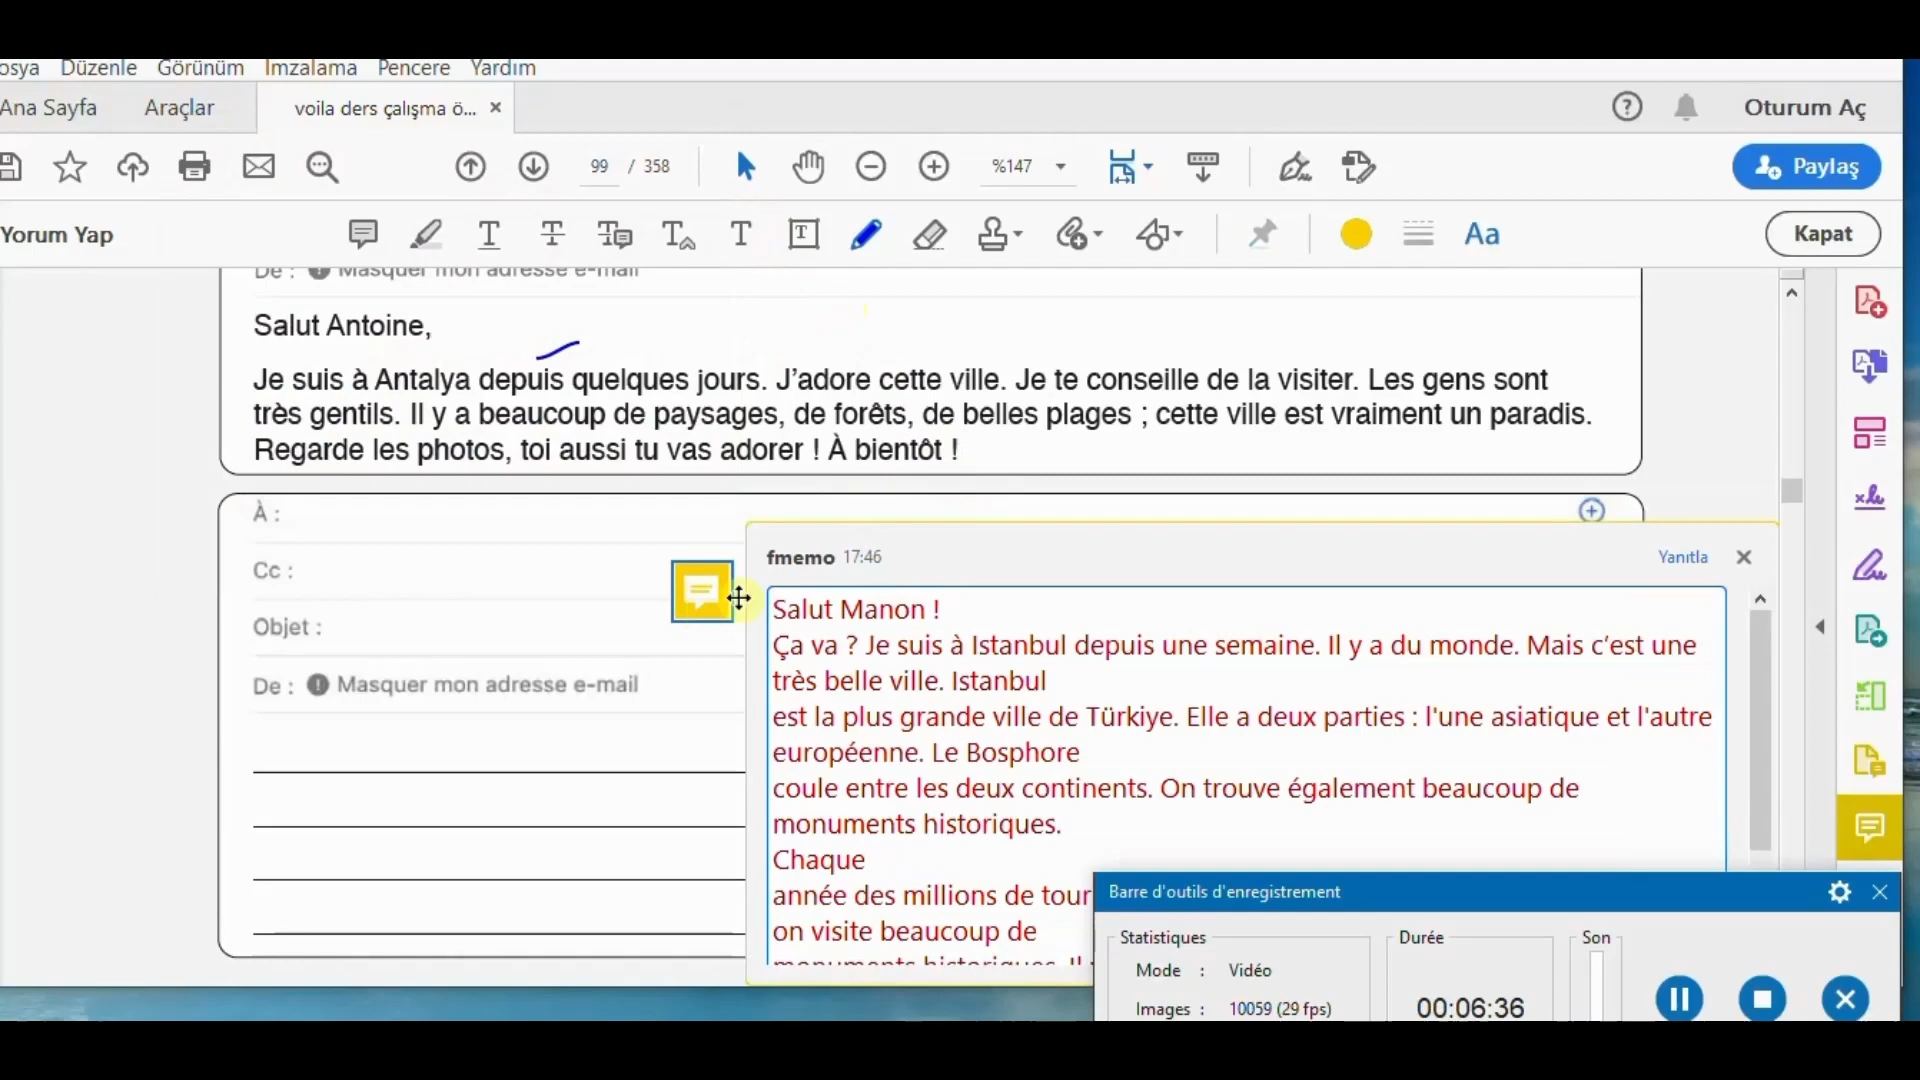 osya Düzenle Görünüm İmzalama Pencere Yardım
Ana Sayfa Araçlar voila ders çalışma ö... Oturum Aç
99 / 358 %147 Paylaş
Yorum Yap Aa Kapat
De : Masquer mon adresse e-mail
Salut Antoine,
Je suis à Antalya depuis quelques jours. J’adore cette ville. Je te conseille de la visiter. Les gens sont
très gentils. Il y a beaucoup de paysages, de forêts, de belles plages ; cette ville est vraiment un paradis.
Regarde les photos, toi aussi tu vas adorer ! À bientôt !
À :
Cc :
Objet :
De : Masquer mon adresse e-mail
fmemo 17:46 Yanıtla
Salut Manon !
Ça va ? Je suis à Istanbul depuis une semaine. Il y a du monde. Mais c’est une
très belle ville. Istanbul
est la plus grande ville de Türkiye. Elle a deux parties : l'une asiatique et l'autre
européenne. Le Bosphore
coule entre les deux continents. On trouve également beaucoup de
monuments historiques.
Chaque
année des millions de tour
on visite beaucoup de
monuments historiques. Il
Barre d'outils d'enregistrement
Statistiques Durée Son
Mode : Vidéo
Images : 10059 (29 fps) 00:06:36